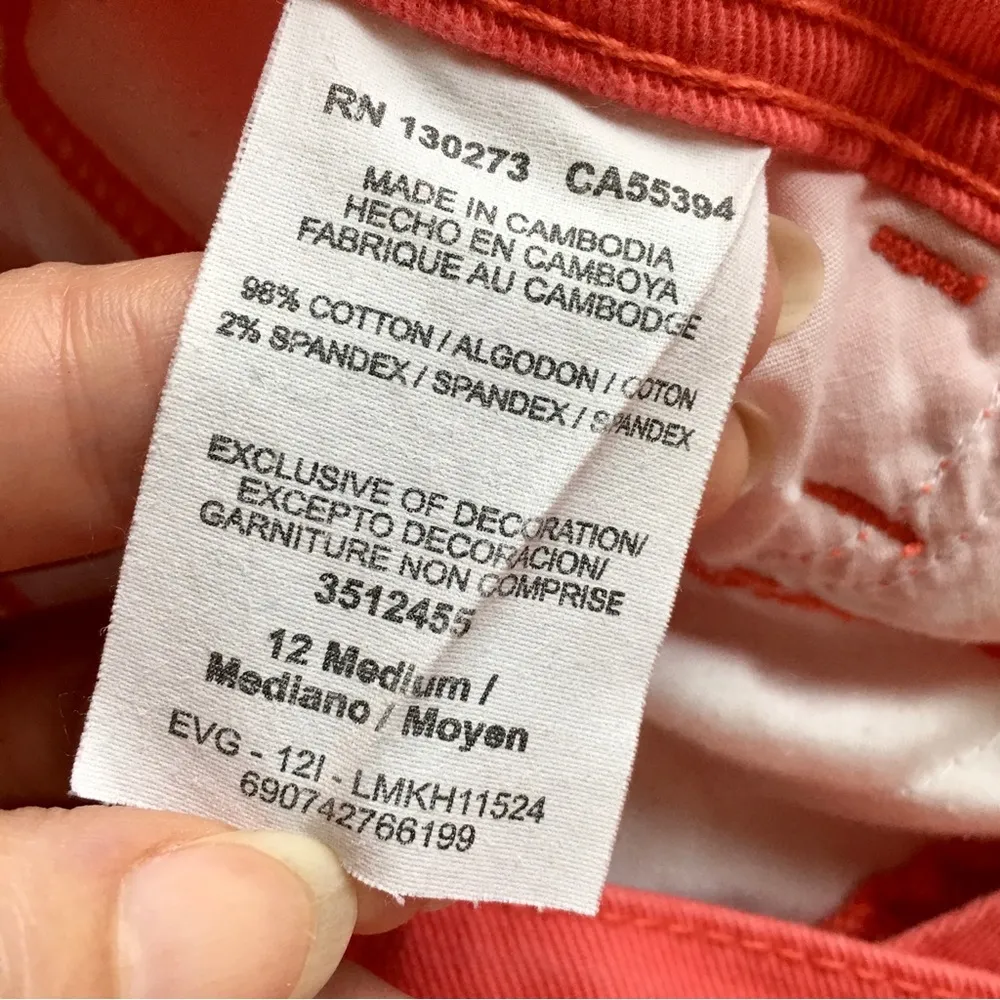 RN 130273 CA55394
MADE IN CAMBODIA
HECHO EN CAMBOYA
FABRIQUE AU CAMBODGE
98% COTTON / ALGODON / COTON
2% SPANDEX / SPANDEX / SPANDEX
EXCLUSIVE OF DECORATION/
EXCEPTO DECORACION/
GARNITURE NON COMPRISE
3512455
12 Medium /
Mediano / Moyen
EVG - 12I - LMKH11524
690742766199